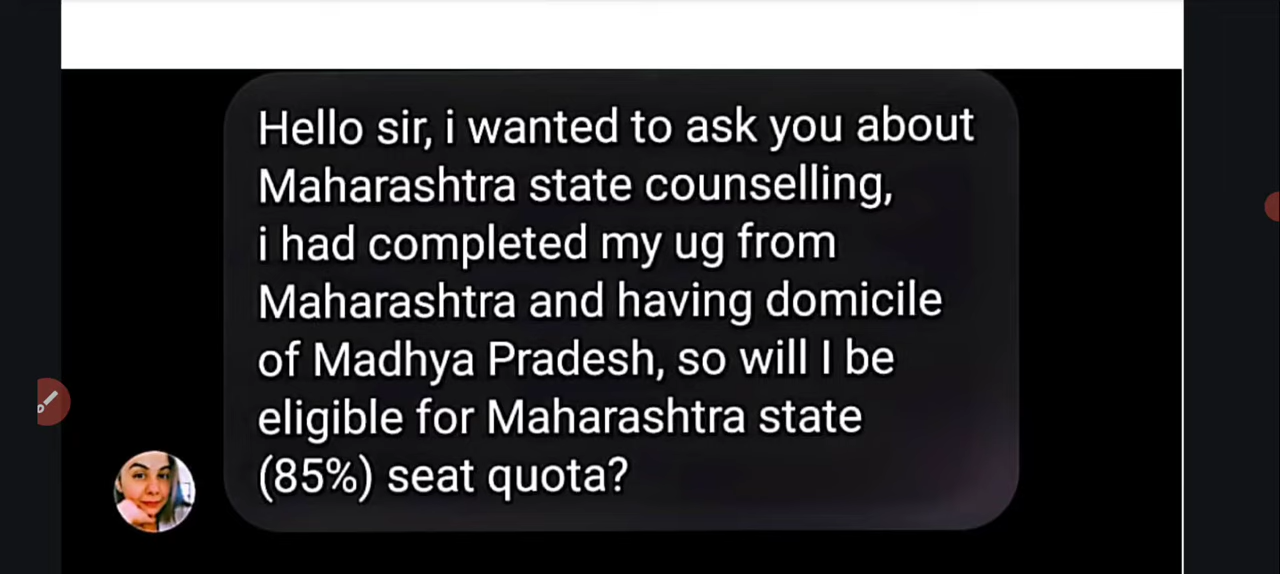 Hello sir, i wanted to ask you about
Maharashtra state counselling,
i had completed my ug from
Maharashtra and having domicile
of Madhya Pradesh, so will I be
eligible for Maharashtra state
(85%) seat quota?